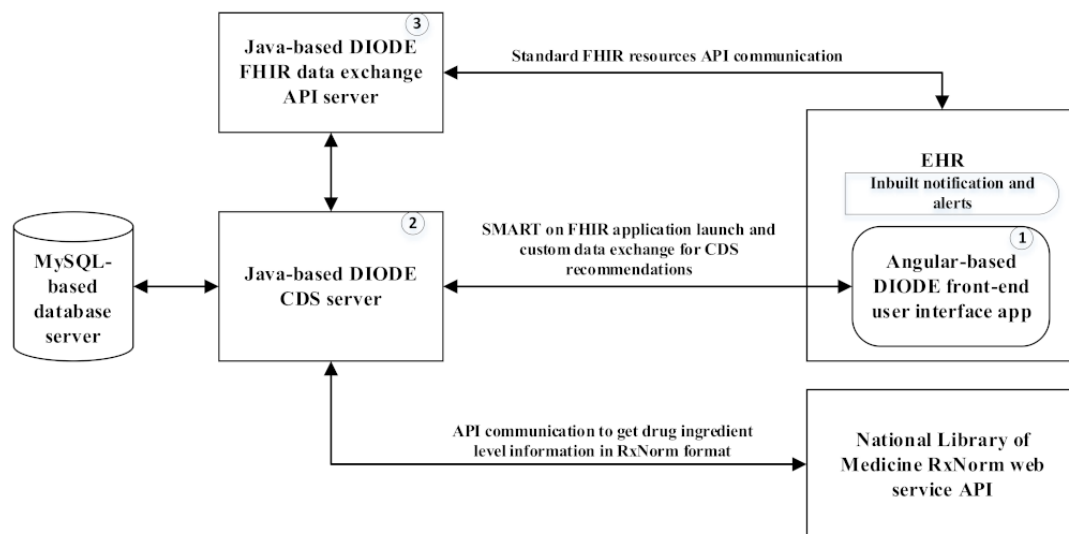 3
Java-based DIODE
FHIR data exchange
API server
Standard FHIR resources API communication
EHR
Inbuilt notification and
alerts
1
Angular-based
DIODE front-end
user interface app
2
Java-based DIODE
CDS server
SMART on FHIR application launch and
custom data exchange for CDS
recommendations
MySQL-
based
database
server
API communication to get drug ingredient
level information in RxNorm format
National Library of
Medicine RxNorm web
service API